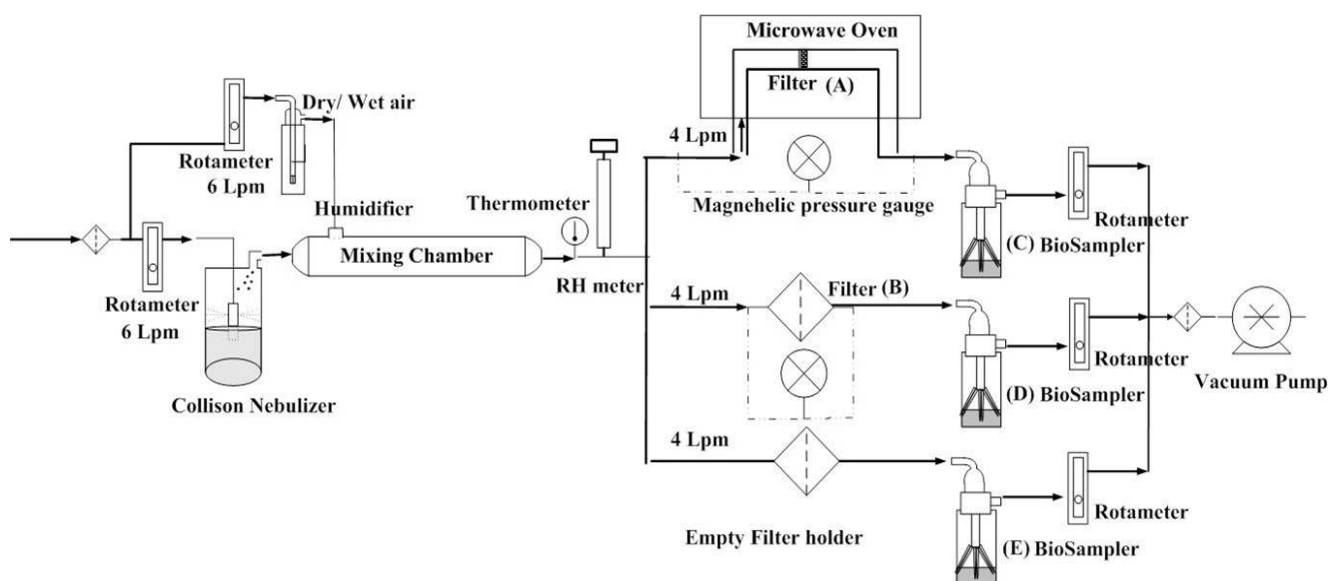 Microwave Oven
Filter (A)
Dry/ Wet air
Rotameter
6 Lpm
4 Lpm
Humidifier
Thermometer
Magnehelic pressure gauge
Rotameter
(C) BioSampler
Mixing Chamber
RH meter
Rotameter
6 Lpm
4 Lpm
Filter (B)
Rotameter
Vacuum Pump
Collison Nebulizer
(D) BioSampler
4 Lpm
Rotameter
Empty Filter holder
(E) BioSampler